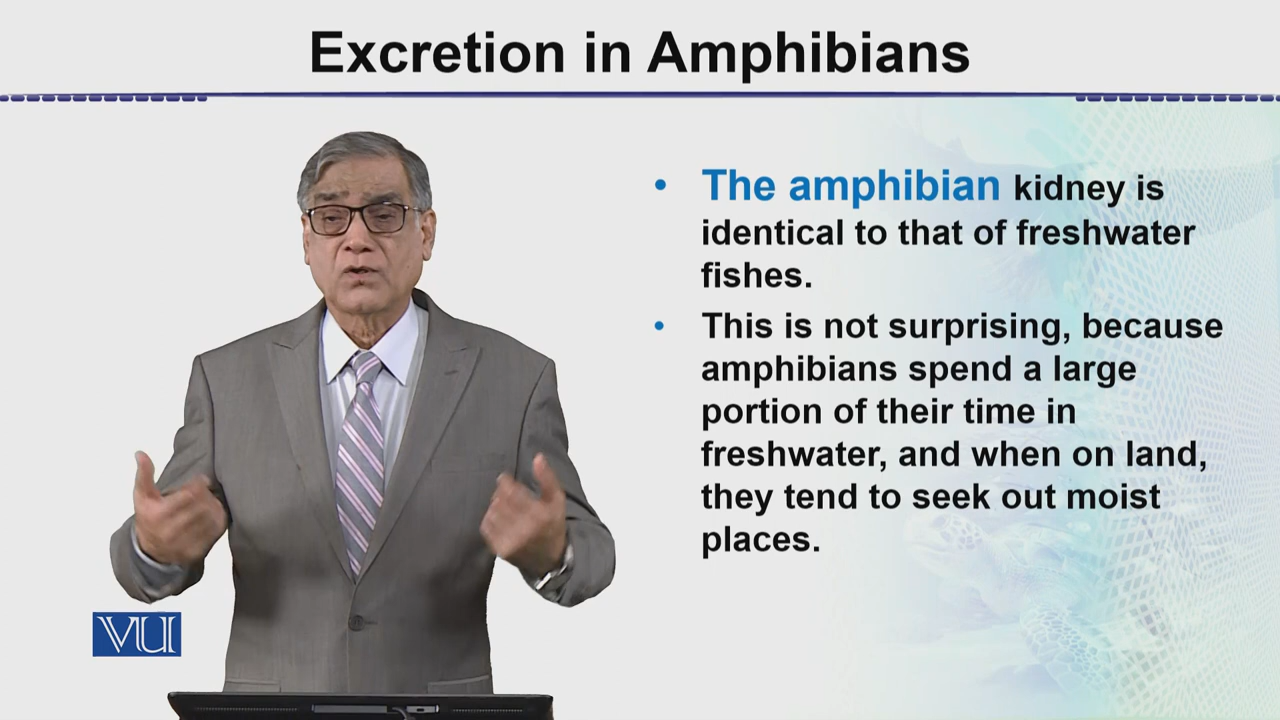 Excretion in Amphibians
• The amphibian kidney is
identical to that of freshwater
fishes.
• This is not surprising, because
amphibians spend a large
portion of their time in
freshwater, and when on land,
they tend to seek out moist
places.
VU